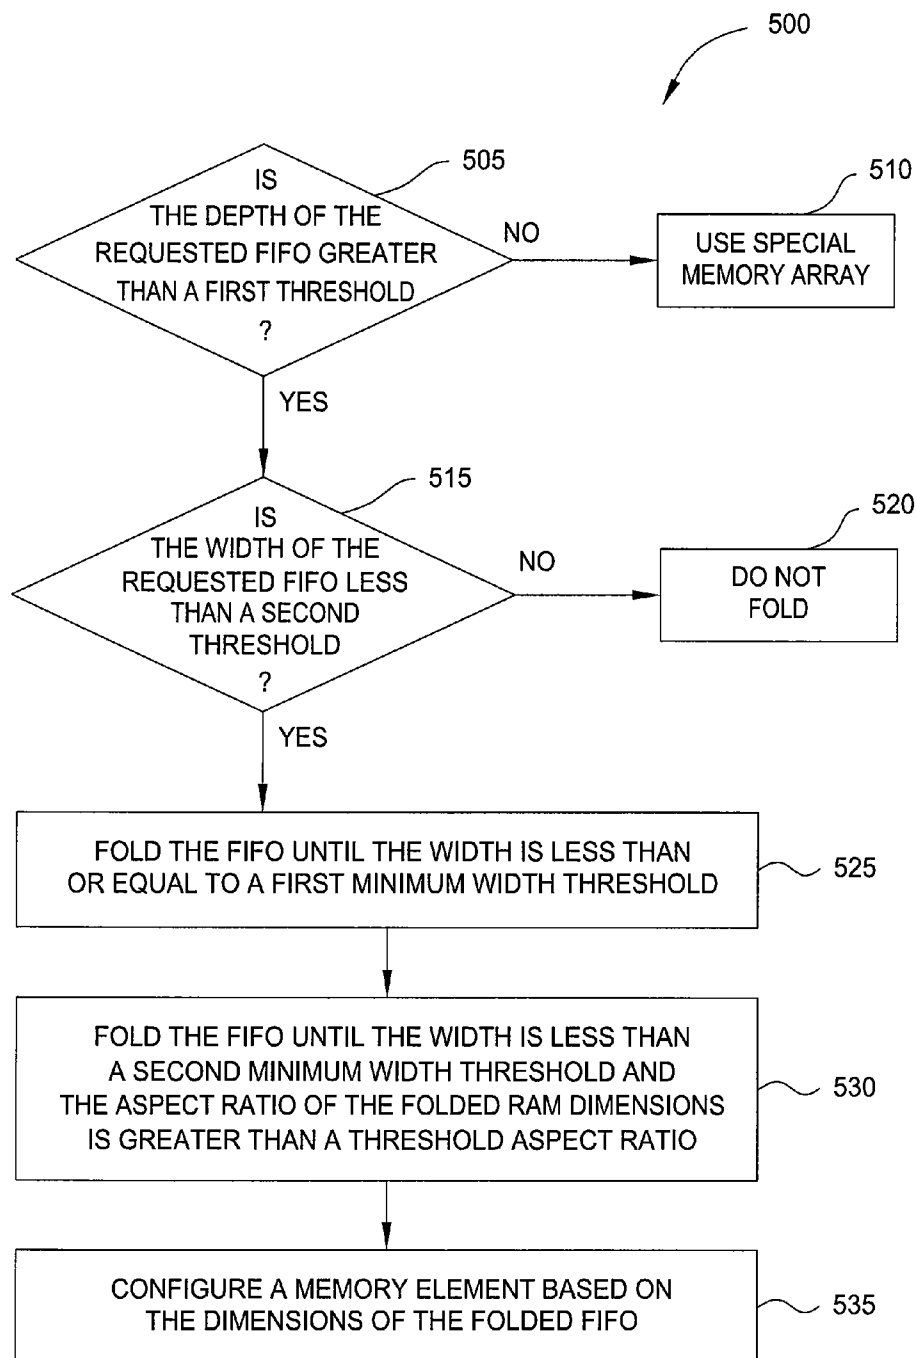 500
505
IS
THE DEPTH OF THE
REQUESTED FIFO GREATER
THAN A FIRST THRESHOLD
?
NO
510
USE SPECIAL
MEMORY ARRAY
YES
515
IS
THE WIDTH OF THE
REQUESTED FIFO LESS
THAN A SECOND
THRESHOLD
?
NO
520
DO NOT
FOLD
YES
FOLD THE FIFO UNTIL THE WIDTH IS LESS THAN
OR EQUAL TO A FIRST MINIMUM WIDTH THRESHOLD
525
FOLD THE FIFO UNTIL THE WIDTH IS LESS THAN
A SECOND MINIMUM WIDTH THRESHOLD AND
THE ASPECT RATIO OF THE FOLDED RAM DIMENSIONS
IS GREATER THAN A THRESHOLD ASPECT RATIO
530
CONFIGURE A MEMORY ELEMENT BASED ON
THE DIMENSIONS OF THE FOLDED FIFO
535